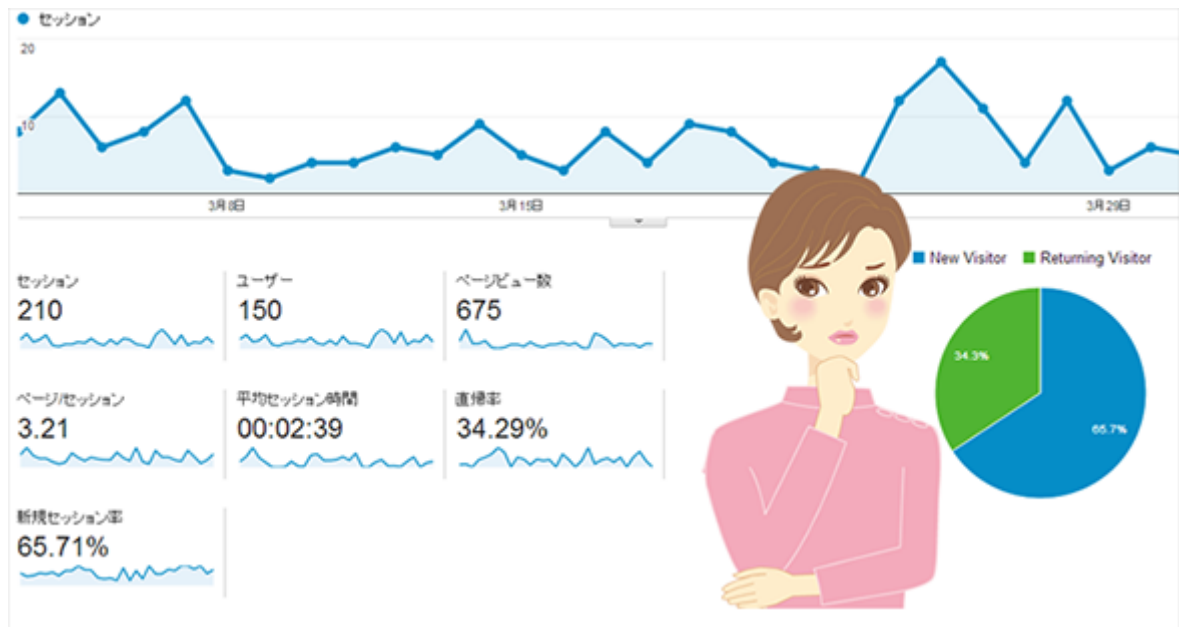 セッション
20
10
3月8日
3月15日
3月29日
New Visitor
Returning Visitor
セッション
210
ユーザー
150
ページビュー数
675
ページ/セッション
3.21
平均セッション時間
00:02:39
直帰率
34.29%
新規セッション率
65.71%
34.3%
65.7%